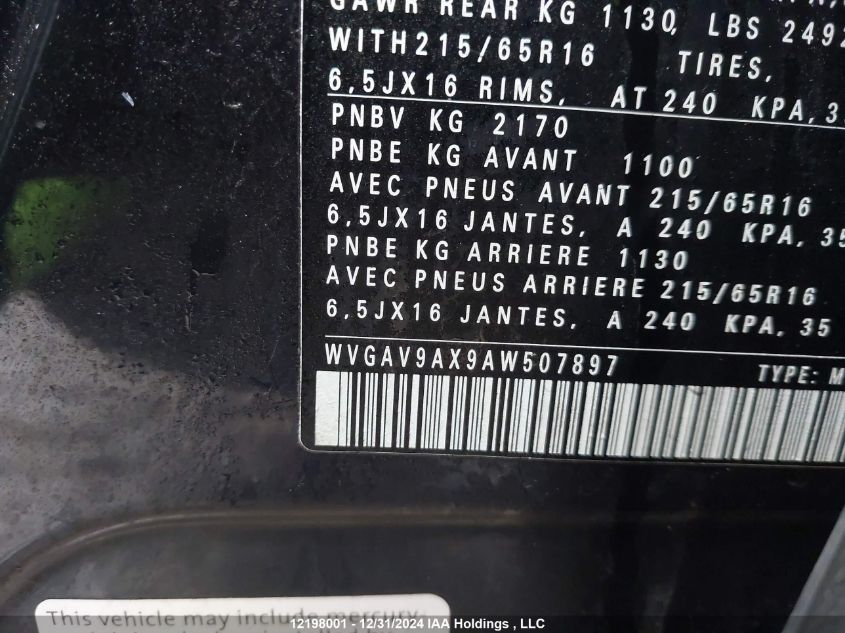 GAWR REAR KG 1130, LBS 2492
WITH215/65R16 TIRES,
6,5JX16 RIMS, AT 240 KPA,
PNBV KG 2170
PNBE KG AVANT 1100
AVEC PNEUS AVANT 215/65R16
6,5JX16 JANTES, A 240 KPA, 35
PNBE KG ARRIERE 1130
AVEC PNEUS ARRIERE 215/65R16
6,5JX16 JANTES, A 240 KPA, 35
WVGAV9AX9AW507897 TYPE: M
This vehicle may include mercury
12198001 - 12/31/2024 IAA Holdings , LLC